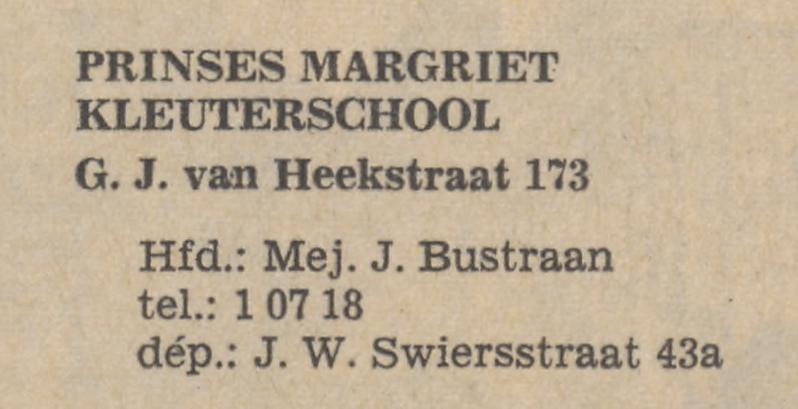 PRINSES MARGRIET
KLEUTERSCHOOL
G. J. van Heekstraat 173
Hfd.: Mej. J. Bustraan
tel.: 1 07 18
dép.: J. W. Swiersstraat 43a